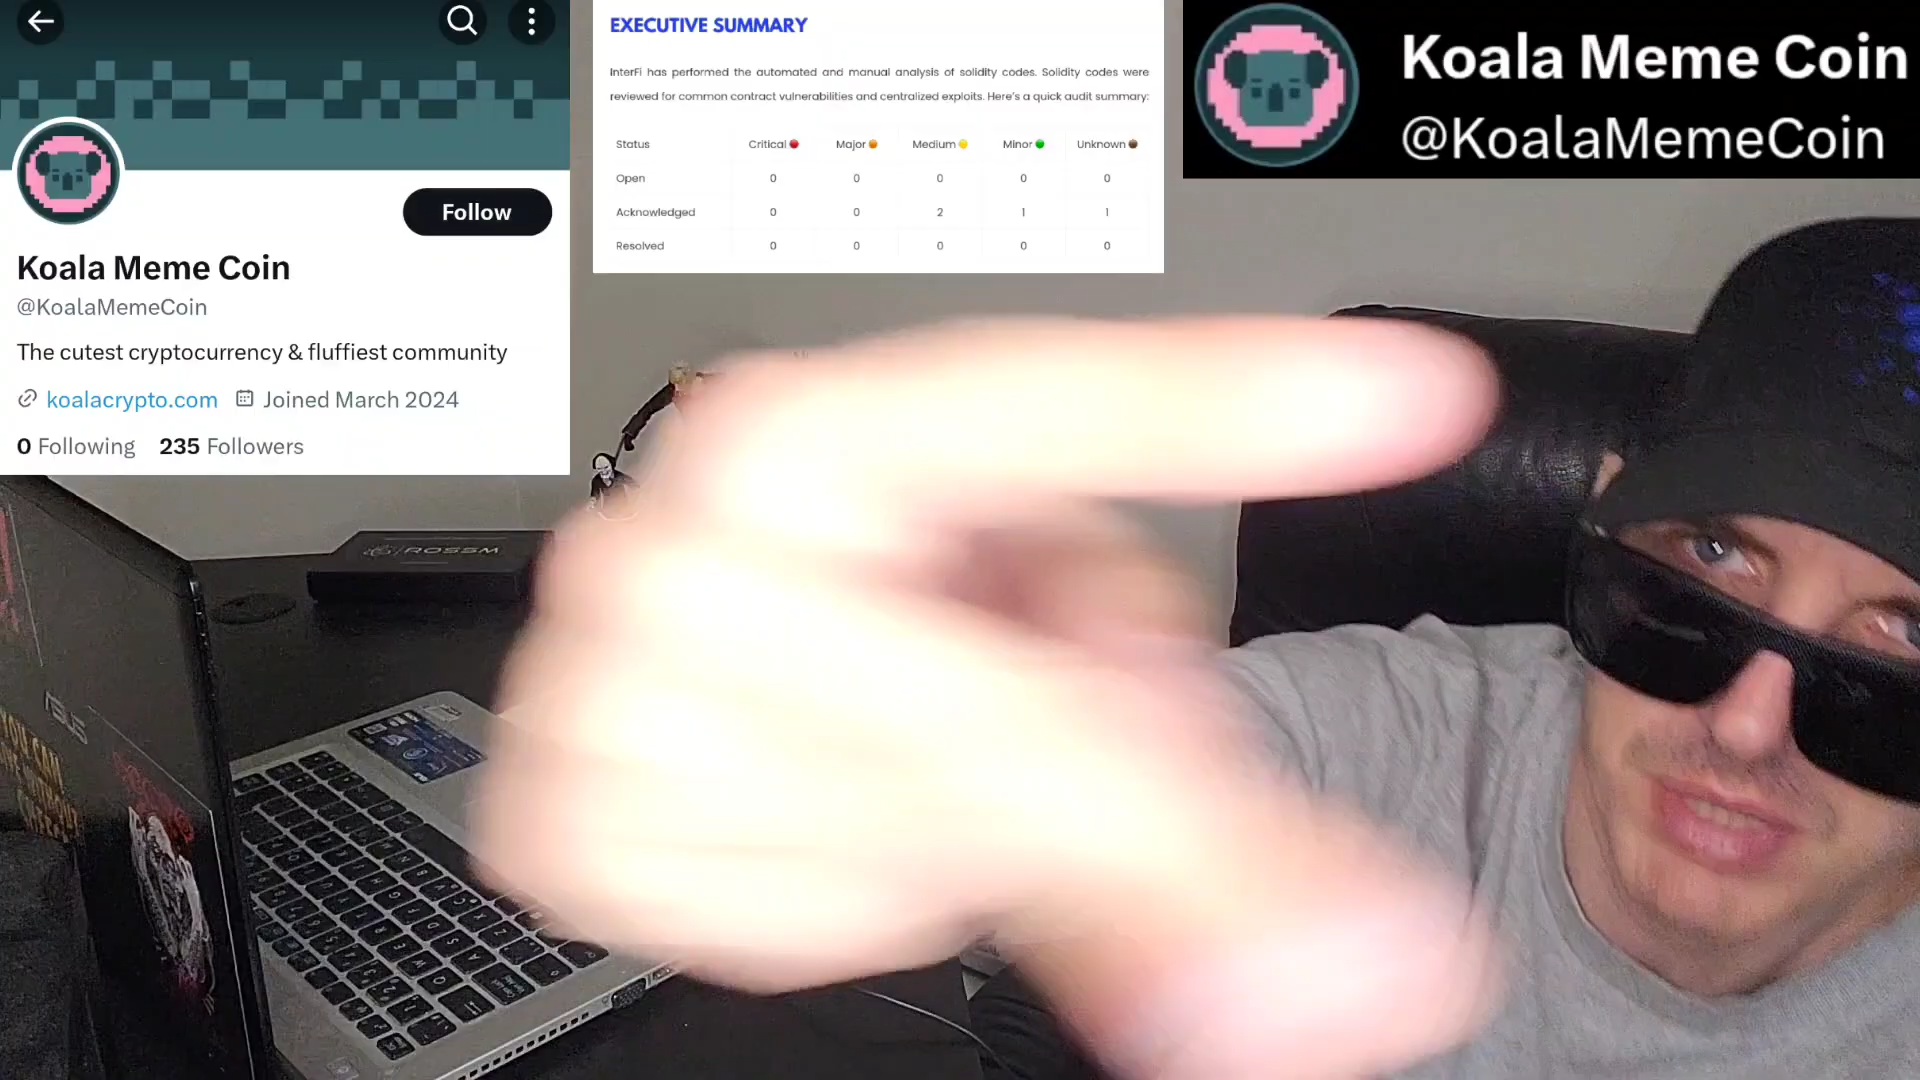 Follow
Koala Meme Coin
@KoalaMemeCoin
The cutest cryptocurrency & fluffiest community
koalacrypto.com Joined March 2024
0 Following 235 Followers
EXECUTIVE SUMMARY
InterFi has performed the automated and manual analysis of solidity codes. Solidity codes were
reviewed for common contract vulnerabilities and centralized exploits. Here's a quick audit summary:
Status Critical Major Medium Minor Unknown
Open 0 0 0 0 0
Acknowledged 0 0 2 1 1
Resolved 0 0 0 0 0
Koala Meme Coin
@KoalaMemeCoin
ROSSM
ASUS